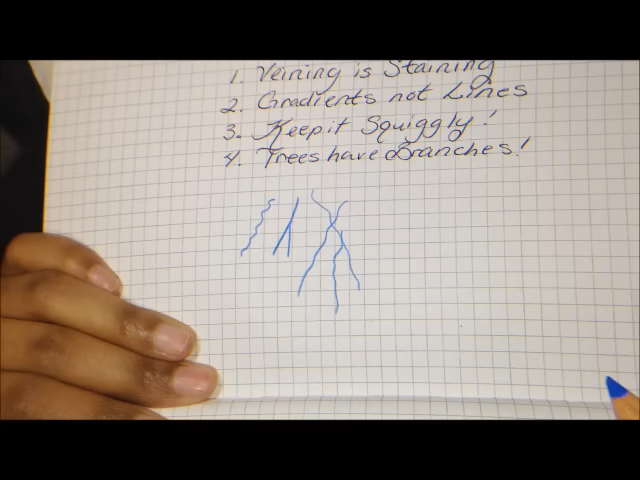 1. Veining is Staining
2. Gradients not Lines
3. Keep it Squiggly!
4. Trees have Branches!